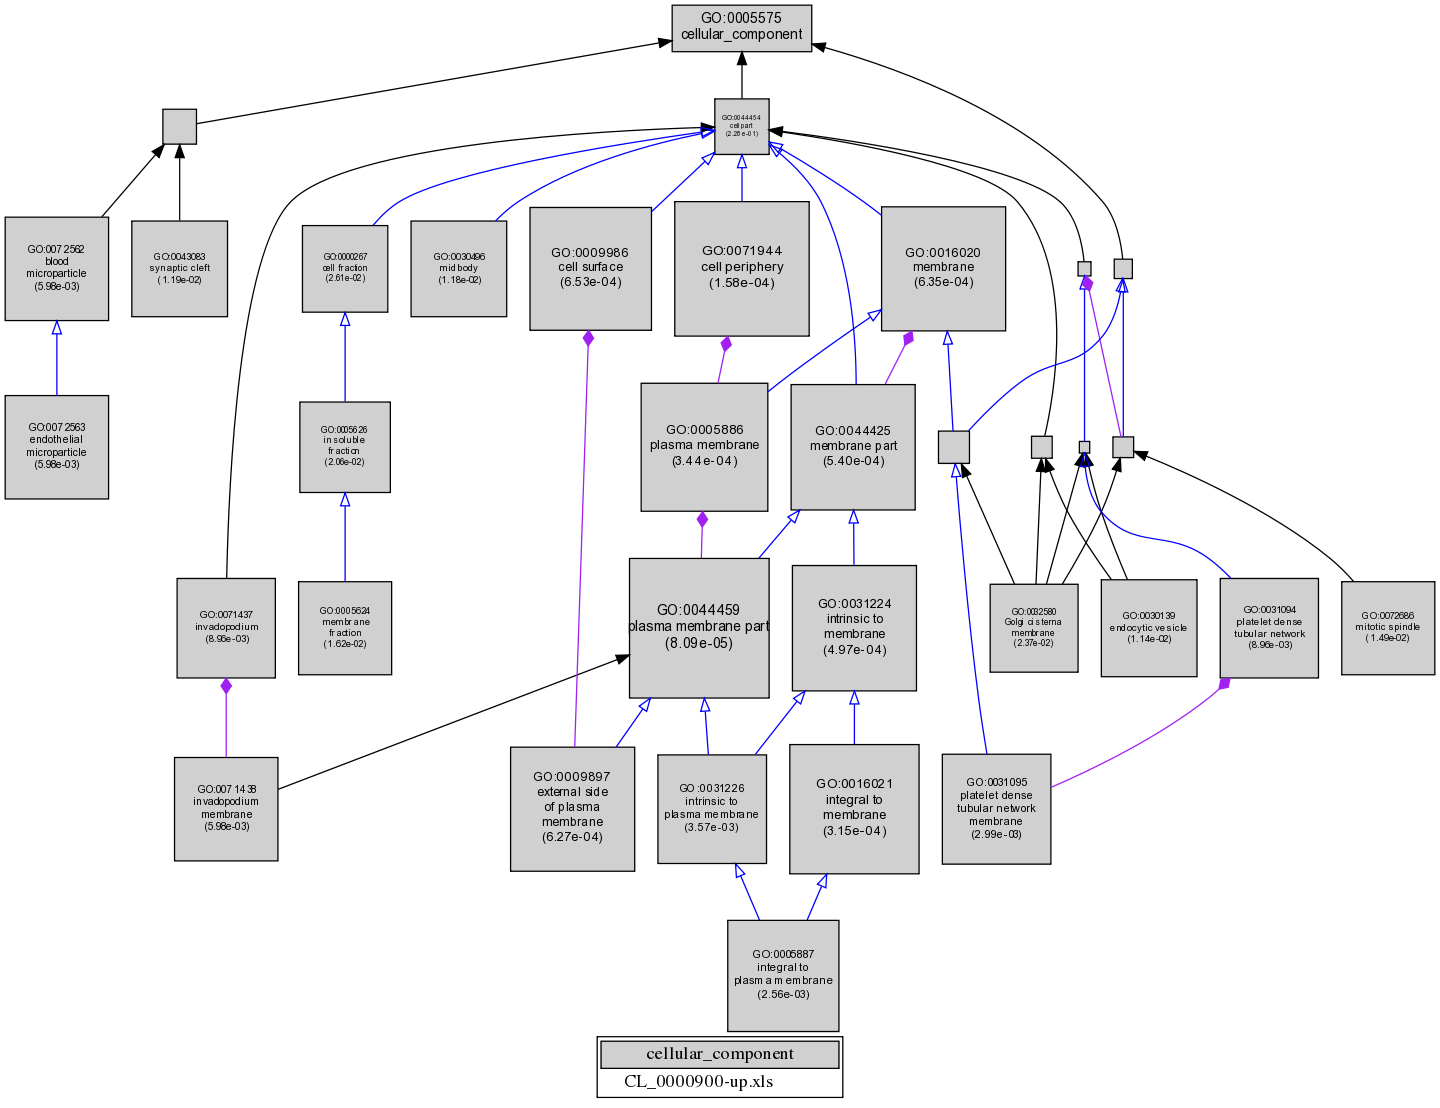 GO:0005575
cellular_component
GO:0044464
cell part
(2.26e-01)
GO:0072562
blood
microparticle
(5.98e-03)
GO:0043083
synaptic cleft
(1.19e-02)
GO:0000267
cell fraction
(2.61e-02)
GO:0030496
midbody
(1.18e-02)
GO:0009986
cell surface
(6.53e-04)
GO:0071944
cell periphery
(1.58e-04)
GO:0016020
membrane
(6.35e-04)
GO:0072563
endothelial
microparticle
(5.98e-03)
GO:0005626
insoluble
fraction
(2.06e-02)
GO:0005886
plasma membrane
(3.44e-04)
GO:0044425
membrane part
(5.40e-04)
GO:0071437
invadopodium
(8.96e-03)
GO:0005624
membrane
fraction
(1.62e-02)
GO:0044459
plasma membrane part
(8.09e-05)
GO:0031224
intrinsic to
membrane
(4.97e-04)
GO:0032580
Golgi cisterna
membrane
(2.37e-02)
GO:0030139
endocytic vesicle
(1.14e-02)
GO:0031094
platelet dense
tubular network
(8.96e-03)
GO:0072686
mitotic spindle
(1.49e-02)
GO:0071438
invadopodium
membrane
(5.98e-03)
GO:0009897
external side
of plasma
membrane
(6.27e-04)
GO:0031226
intrinsic to
plasma membrane
(3.57e-03)
GO:0016021
integral to
membrane
(3.15e-04)
GO:0031095
platelet dense
tubular network
membrane
(2.99e-03)
GO:0005887
integral to
plasma membrane
(2.56e-03)
cellular_component
CL_0000900-up.xls